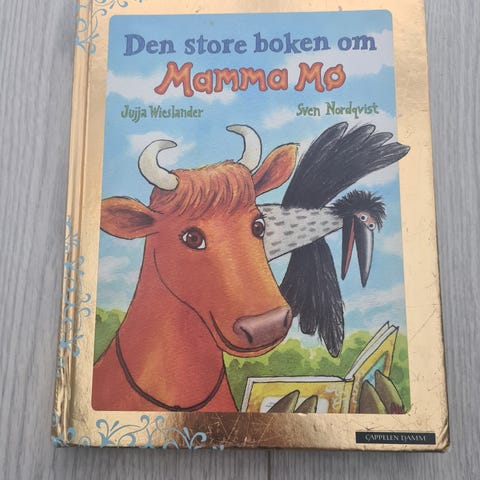 Den store boken om
Mamma Mø
Jujja Wieslander
Sven Nordqvist
CAPPELEN DAMM